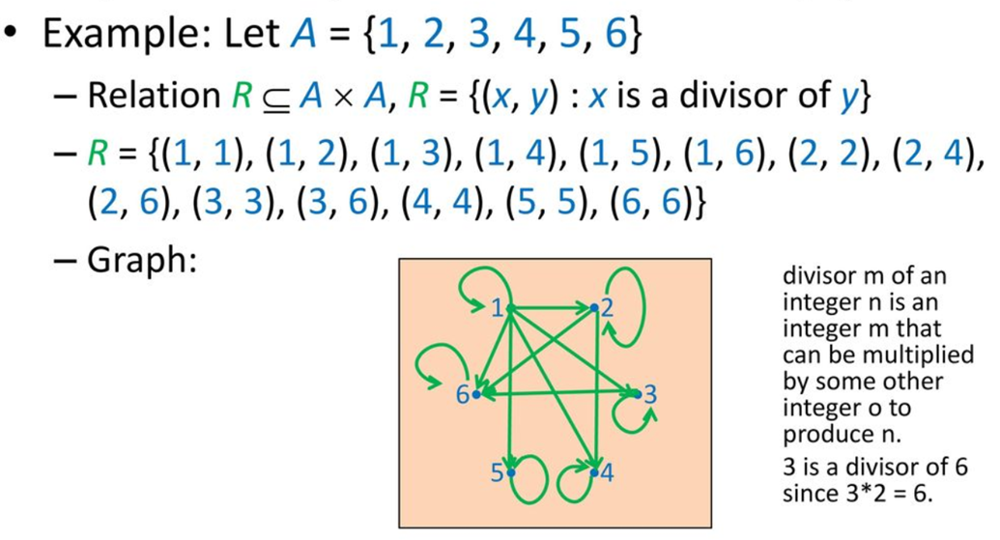 • Example: Let A = {1, 2, 3, 4, 5, 6}
– Relation R ⊆ A × A, R = {(x, y) : x is a divisor of y}
– R = {(1, 1), (1, 2), (1, 3), (1, 4), (1, 5), (1, 6), (2, 2), (2, 4),
(2, 6), (3, 3), (3, 6), (4, 4), (5, 5), (6, 6)}
– Graph:
1 2
6 3
5 4
divisor m of an
integer n is an
integer m that
can be multiplied
by some other
integer o to
produce n.
3 is a divisor of 6
since 3*2 = 6.